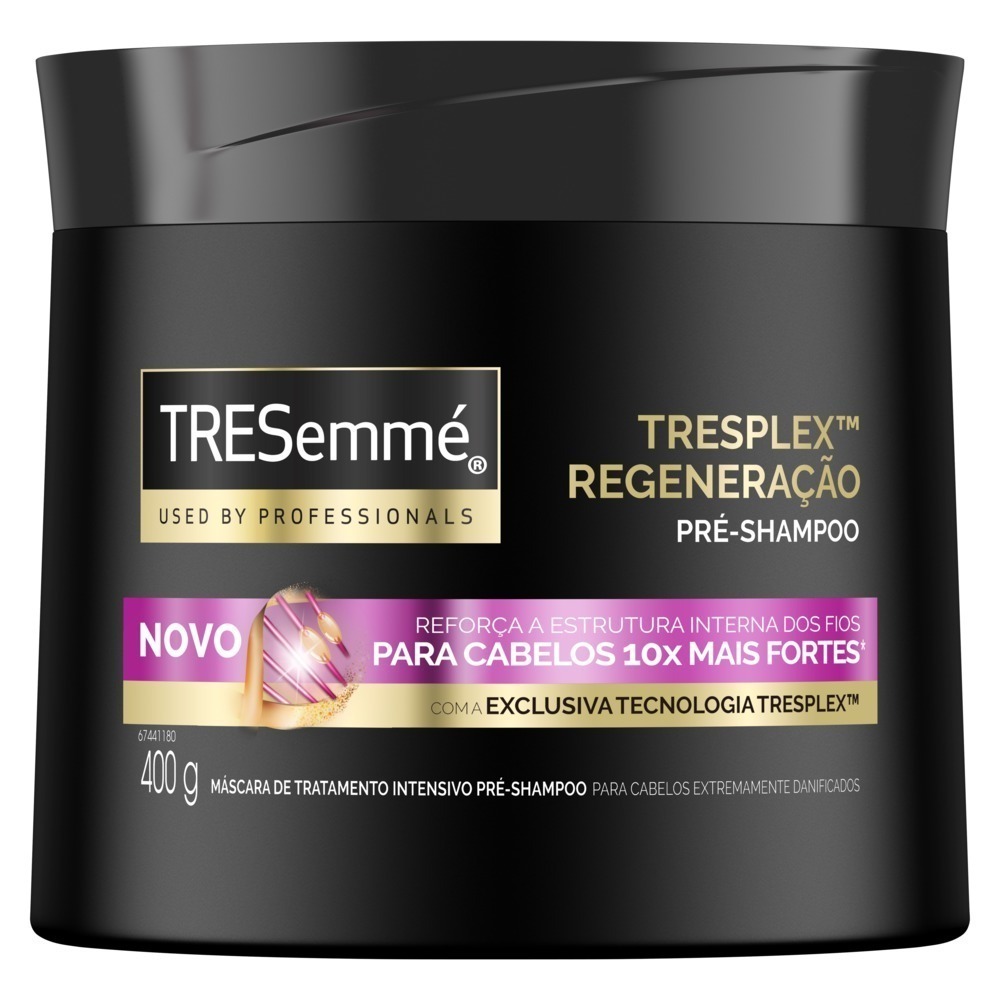 TRESemmé®
USED BY PROFESSIONALS
TRESPLEX™
REGENERAÇÃO
PRÉ-SHAMPOO
NOVO
REFORÇA A ESTRUTURA INTERNA DOS FIOS
PARA CABELOS 10x MAIS FORTES*
COM A EXCLUSIVA TECNOLOGIA TRESPLEX™
67441180
400 g
MÁSCARA DE TRATAMENTO INTENSIVO PRÉ-SHAMPOO PARA CABELOS EXTREMAMENTE DANIFICADOS